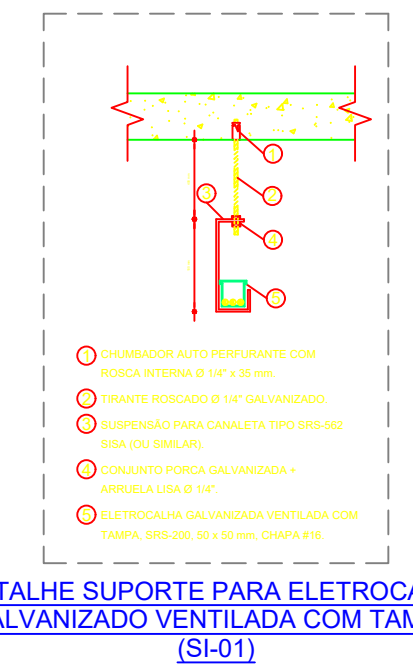 1
2
3
4
5
1 CHUMBADOR AUTO PERFURANTE COM
ROSCA INTERNA Ø 1/4" x 35 mm.
2 TIRANTE ROSCADO Ø 1/4" GALVANIZADO.
3 SUSPENSÃO PARA CANALETA TIPO SRS-562
SISA (OU SIMILAR).
4 CONJUNTO PORCA GALVANIZADA +
ARRUELA LISA Ø 1/4".
5 ELETROCALHA GALVANIZADA VENTILADA COM
TAMPA, SRS-200, 50 x 50 mm, CHAPA #16.
TALHE SUPORTE PARA ELETROCA
ALVANIZADO VENTILADA COM TAM
(SI-01)